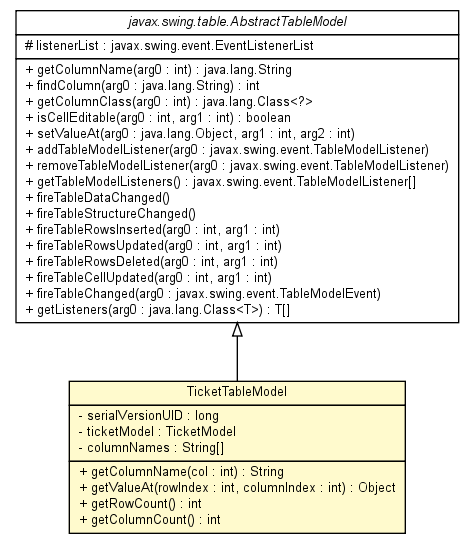 javax.swing.table.AbstractTableModel
# listenerList : javax.swing.event.EventListenerList
+ getColumnName(arg0 : int) : java.lang.String
+ findColumn(arg0 : java.lang.String) : int
+ getColumnClass(arg0 : int) : java.lang.Class<?>
+ isCellEditable(arg0 : int, arg1 : int) : boolean
+ setValueAt(arg0 : java.lang.Object, arg1 : int, arg2 : int)
+ addTableModelListener(arg0 : javax.swing.event.TableModelListener)
+ removeTableModelListener(arg0 : javax.swing.event.TableModelListener)
+ getTableModelListeners() : javax.swing.event.TableModelListener[]
+ fireTableDataChanged()
+ fireTableStructureChanged()
+ fireTableRowsInserted(arg0 : int, arg1 : int)
+ fireTableRowsUpdated(arg0 : int, arg1 : int)
+ fireTableRowsDeleted(arg0 : int, arg1 : int)
+ fireTableCellUpdated(arg0 : int, arg1 : int)
+ fireTableChanged(arg0 : javax.swing.event.TableModelEvent)
+ getListeners(arg0 : java.lang.Class<T>) : T[]
TicketTableModel
- serialVersionUID : long
- ticketModel : TicketModel
- columnNames : String[]
+ getColumnName(col : int) : String
+ getValueAt(rowIndex : int, columnIndex : int) : Object
+ getRowCount() : int
+ getColumnCount() : int